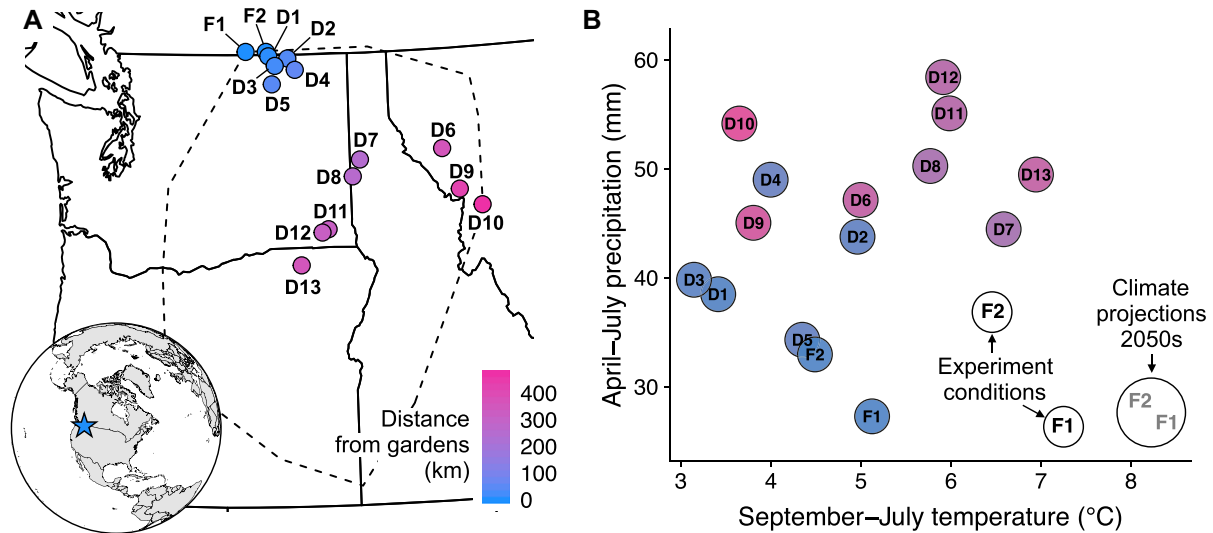 A
F1
F2
D1
D2
D3
D4
D5
D6
D7
D8
D9
D10
D11
D12
D13
Distance
from gardens
(km)
400
300
200
100
0
B
April–July precipitation (mm)
60
50
40
30
D12
D11
D10
D8
D13
D4
D6
D9
D2
D7
D3
D1
D5
F2
F1
F2
Experiment
conditions
F1
Climate
projections
2050s
F2
F1
3 4 5 6 7 8
September–July temperature (°C)